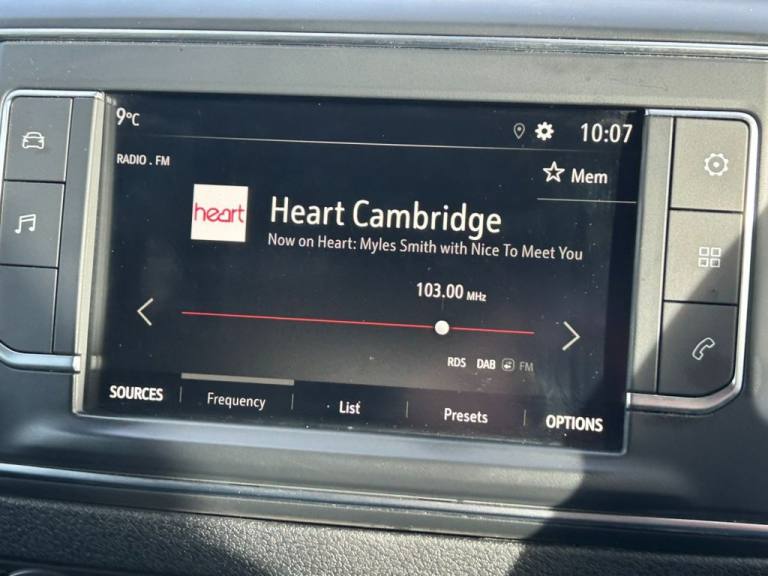 9°C
10:07
RADIO . FM
Mem
heart
Heart Cambridge
Now on Heart: Myles Smith with Nice To Meet You
103.00 MHz
RDS DAB FM
SOURCES Frequency List Presets OPTIONS